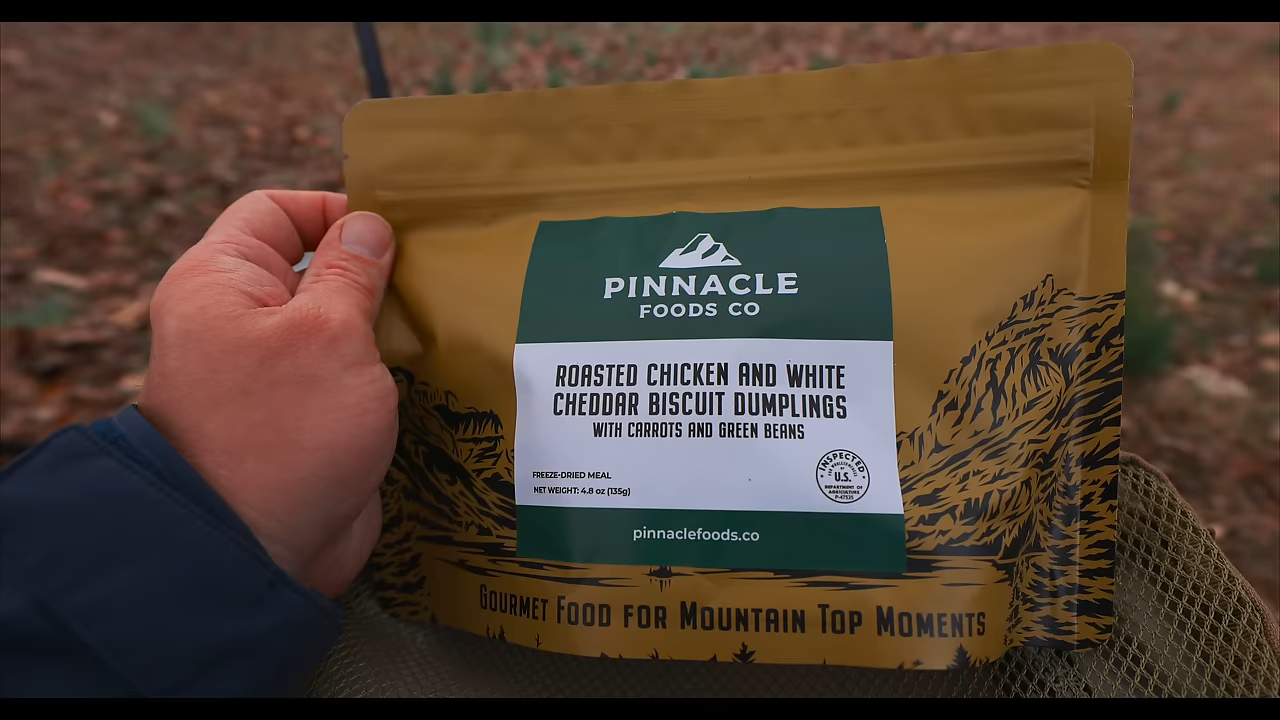 PINNACLE
FOODS CO
ROASTED CHICKEN AND WHITE
CHEDDAR BISCUIT DUMPLINGS
WITH CARROTS AND GREEN BEANS
INSPECTED
U.S.
DEPARTMENT OF
AGRICULTURE
P-47535
FREEZE-DRIED MEAL
NET WEIGHT: 4.8 oz (135g)
pinnaclefoods.co
GOURMET FOOD FOR MOUNTAIN TOP MOMENTS